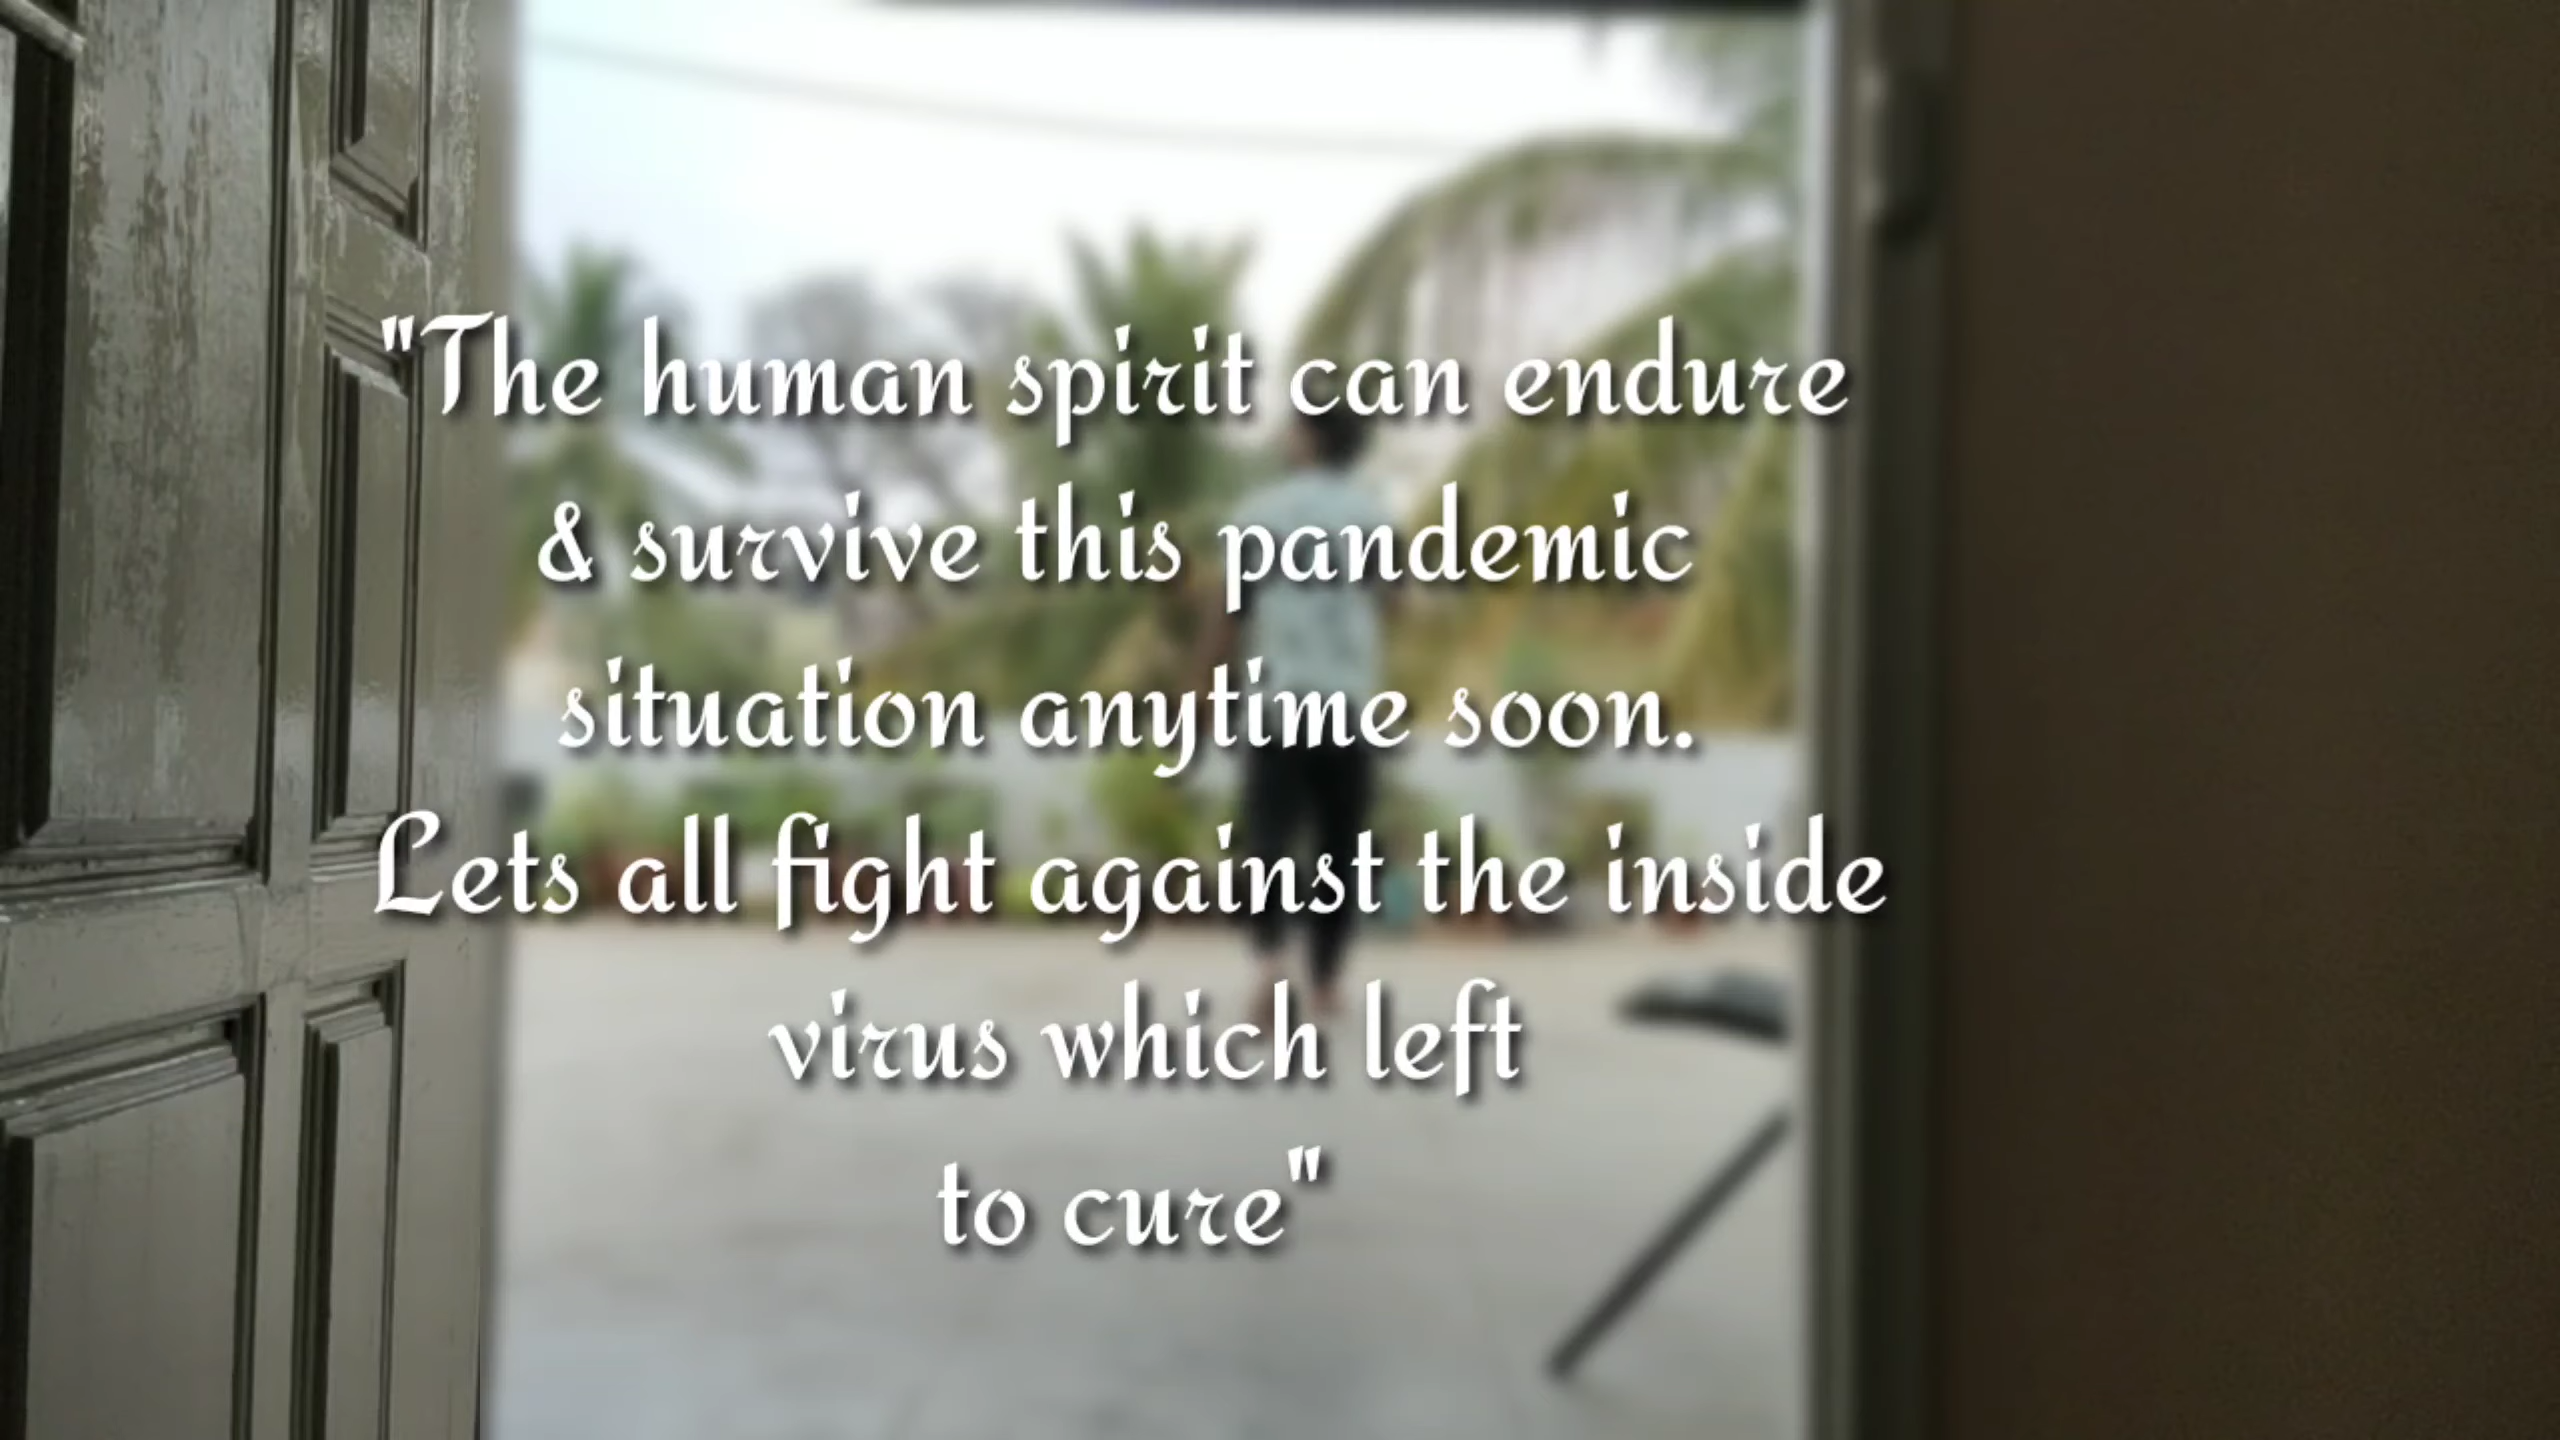 "The human spirit can endure
& survive this pandemic
situation anytime soon.
Lets all fight against the inside
virus which left
to cure"